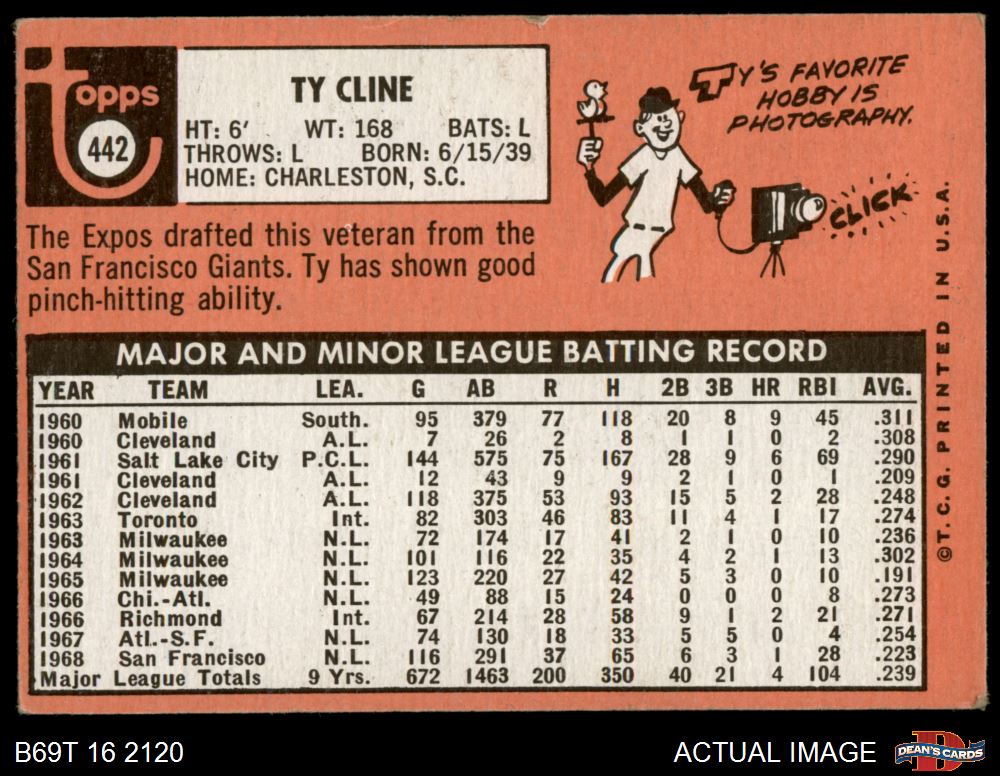 Topps
442
TY CLINE
HT: 6' WT: 168 BATS: L
THROWS: L BORN: 6/15/39
HOME: CHARLESTON, S.C.
TY'S FAVORITE
HOBBY IS
PHOTOGRAPHY.
CLICK
The Expos drafted this veteran from the
San Francisco Giants. Ty has shown good
pinch-hitting ability.
MAJOR AND MINOR LEAGUE BATTING RECORD
YEAR TEAM LEA. G AB R H 2B 3B HR RBI AVG.
1960 Mobile South. 95 379 77 118 20 8 9 45 .311
1960 Cleveland A.L. 7 26 2 8 1 1 0 2 .308
1961 Salt Lake City P.C.L. 144 575 75 167 28 9 6 69 .290
1961 Cleveland A.L. 12 43 9 9 2 1 0 1 .209
1962 Cleveland A.L. 118 375 53 93 15 5 2 28 .248
1963 Toronto Int. 82 303 46 83 11 4 1 17 .274
1963 Milwaukee N.L. 72 174 17 41 2 1 0 10 .236
1964 Milwaukee N.L. 101 116 22 35 4 2 1 13 .302
1965 Milwaukee N.L. 123 220 27 42 5 3 0 10 .191
1966 Chi.-Atl. N.L. 49 88 15 24 0 0 0 8 .273
1966 Richmond Int. 67 214 28 58 9 1 2 21 .271
1967 Atl.-S.F. N.L. 74 130 18 33 5 5 0 4 .254
1968 San Francisco N.L. 116 291 37 65 6 3 1 28 .223
Major League Totals 9 Yrs. 672 1463 200 350 40 21 4 104 .239
© T. C. G. PRINTED IN U.S.A.
B69T 16 2120
ACTUAL IMAGE
DEAN'S CARDS